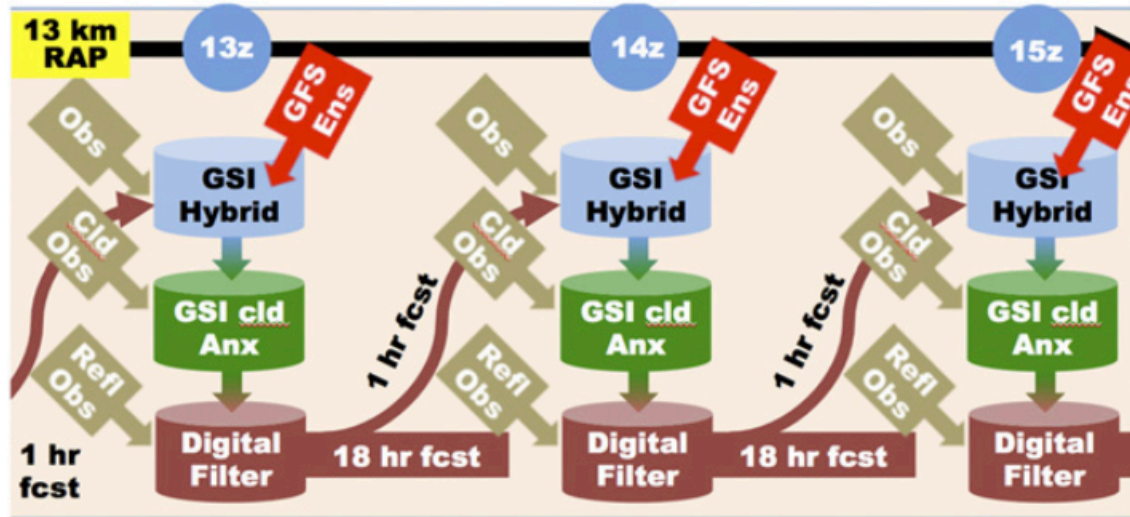 13 km
RAP
13z
14z
15z
GFS
Ens
GFS
Ens
GFS
Ens
Obs
GSI
Hybrid
Obs
GSI
Hybrid
Obs
GSI
Hybrid
Cld
Obs
GSI cld
Anx
Cld
Obs
GSI cld
Anx
Cld
Obs
GSI cld
Anx
1 hr fcst
1 hr fcst
Refl
Obs
Refl
Obs
Refl
Obs
1 hr
fcst
Digital
Filter
18 hr fcst
Digital
Filter
18 hr fcst
Digital
Filter